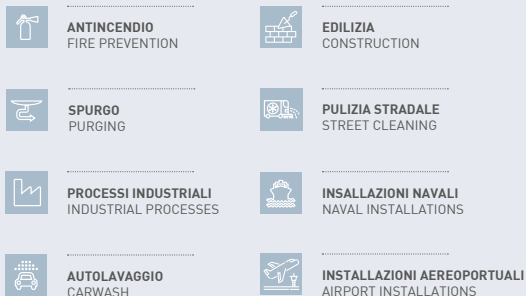 ANTINCENDIO
FIRE PREVENTION
EDILIZIA
CONSTRUCTION
SPURGO
PURGING
PULIZIA STRADALE
STREET CLEANING
PROCESSI INDUSTRIALI
INDUSTRIAL PROCESSES
INSALLAZIONI NAVALI
NAVAL INSTALLATIONS
AUTOLAVAGGIO
CARWASH
INSTALLAZIONI AEREOPORTUALI
AIRPORT INSTALLATIONS